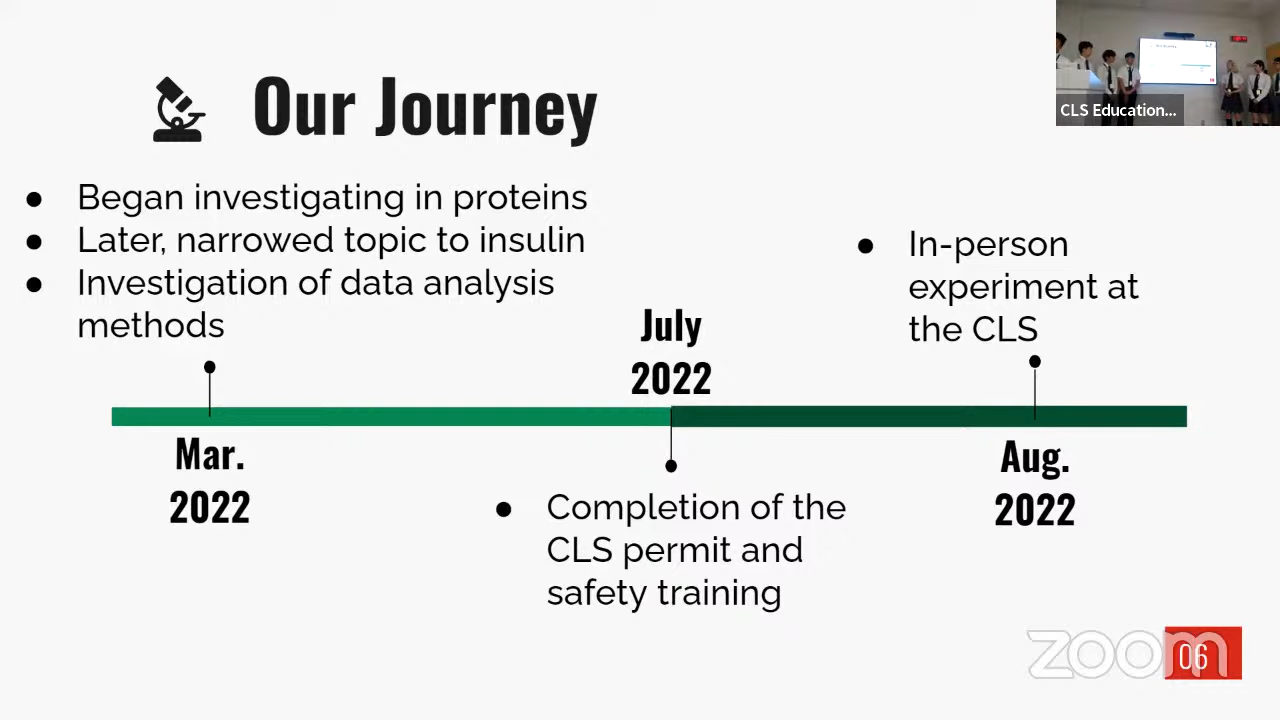 Our Journey
CLS Education...
● Began investigating in proteins
● Later, narrowed topic to insulin
● Investigation of data analysis
methods
Mar.
2022
July
2022
● Completion of the
CLS permit and
safety training
● In-person
experiment at
the CLS
Aug.
2022
zoom
06